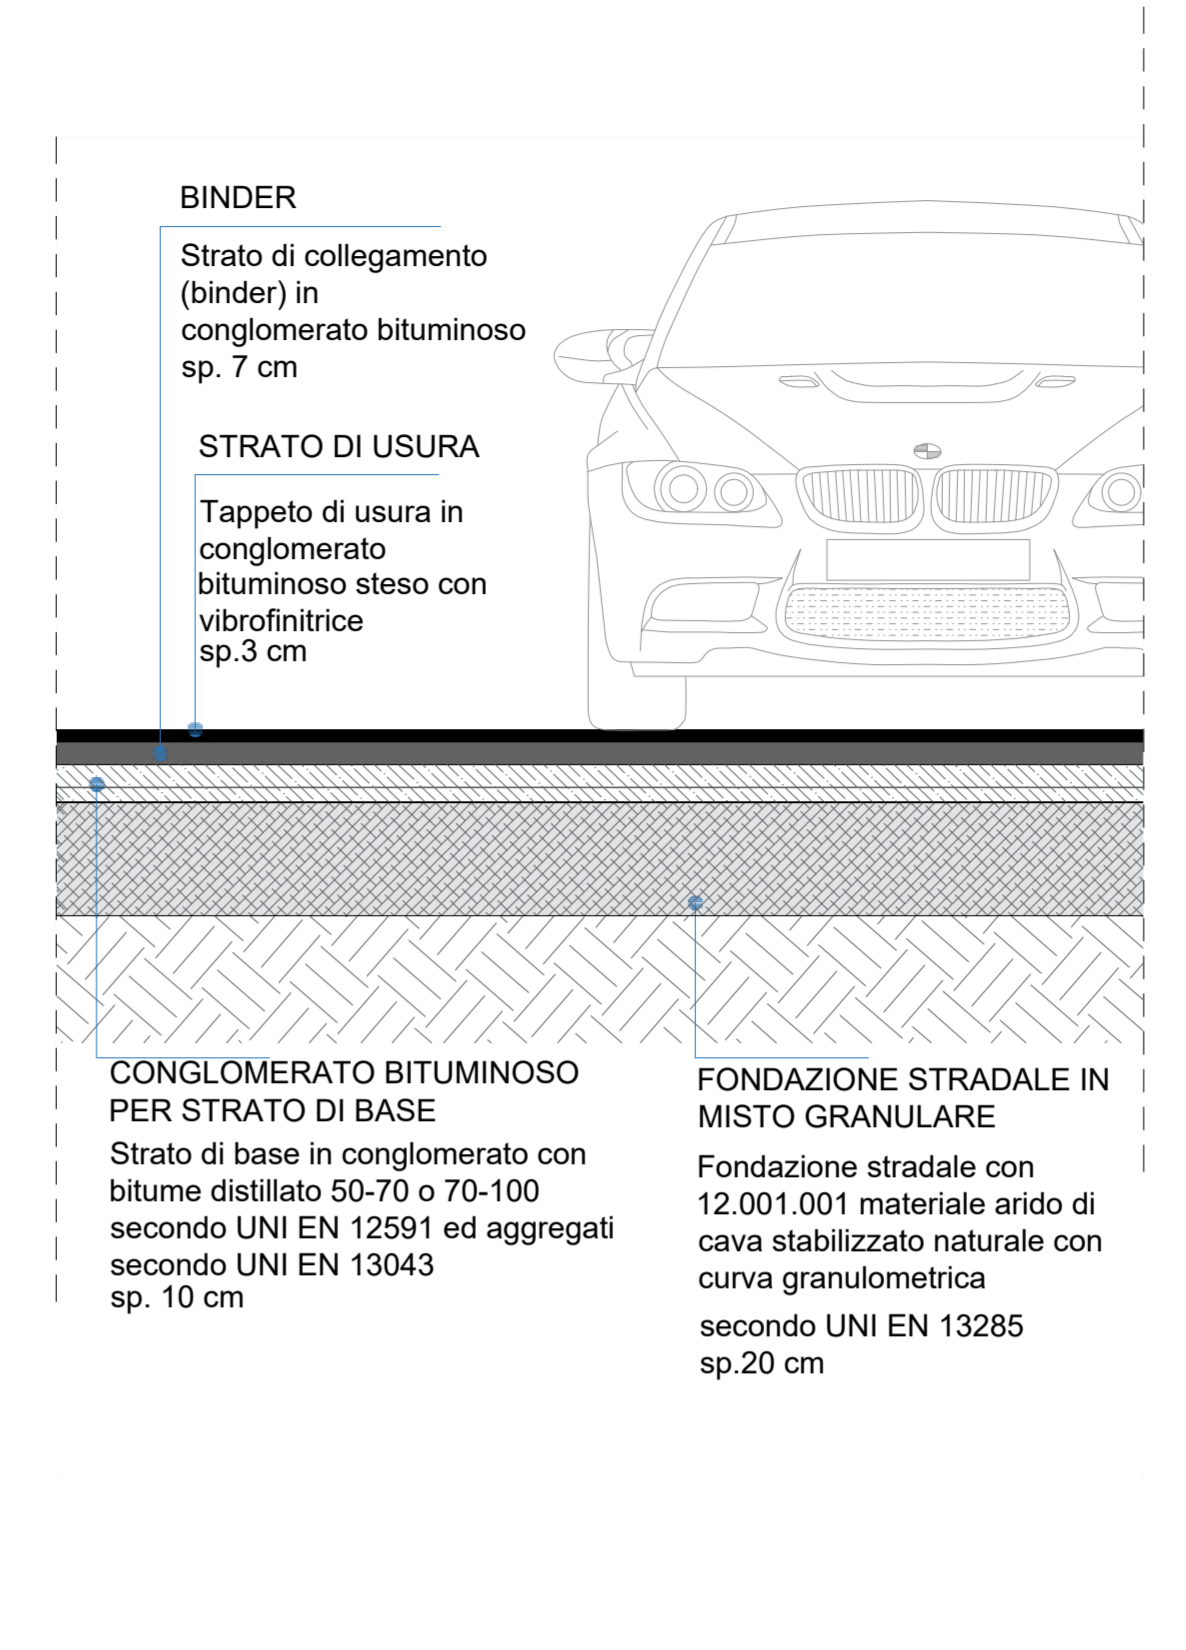 BINDER
Strato di collegamento
(binder) in
conglomerato bituminoso
sp. 7 cm
STRATO DI USURA
Tappeto di usura in
conglomerato
bituminoso steso con
vibrofinitrice
sp.3 cm
CONGLOMERATO BITUMINOSO
PER STRATO DI BASE
Strato di base in conglomerato con
bitume distillato 50-70 o 70-100
secondo UNI EN 12591 ed aggregati
secondo UNI EN 13043
sp. 10 cm
FONDAZIONE STRADALE IN
MISTO GRANULARE
Fondazione stradale con
12.001.001 materiale arido di
cava stabilizzato naturale con
curva granulometrica
secondo UNI EN 13285
sp.20 cm